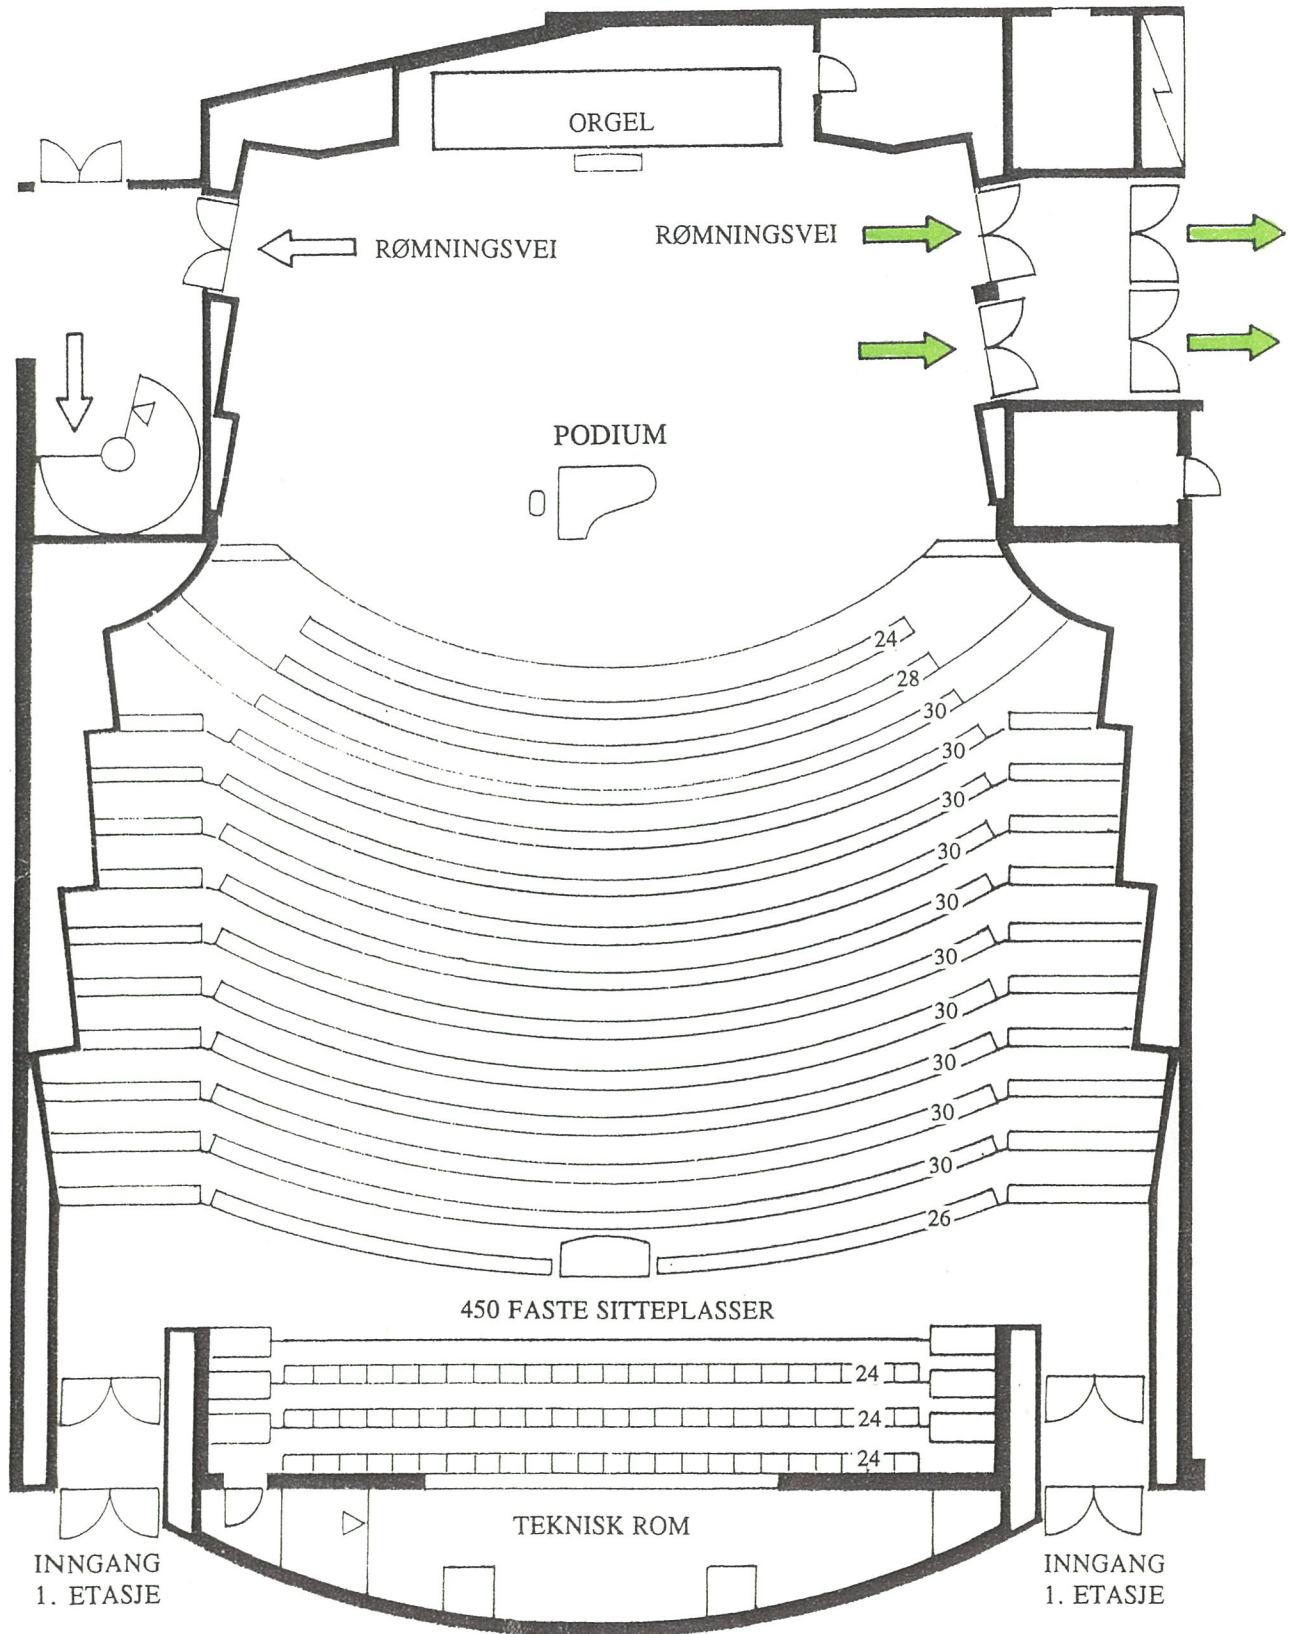 ORGEL
RØMNINGSVEI
RØMNINGSVEI
PODIUM
24
28
30
30
30
30
30
30
30
30
30
30
26
450 FASTE SITTEPLASSER
24
24
24
TEKNISK ROM
INNGANG
1. ETASJE
INNGANG
1. ETASJE